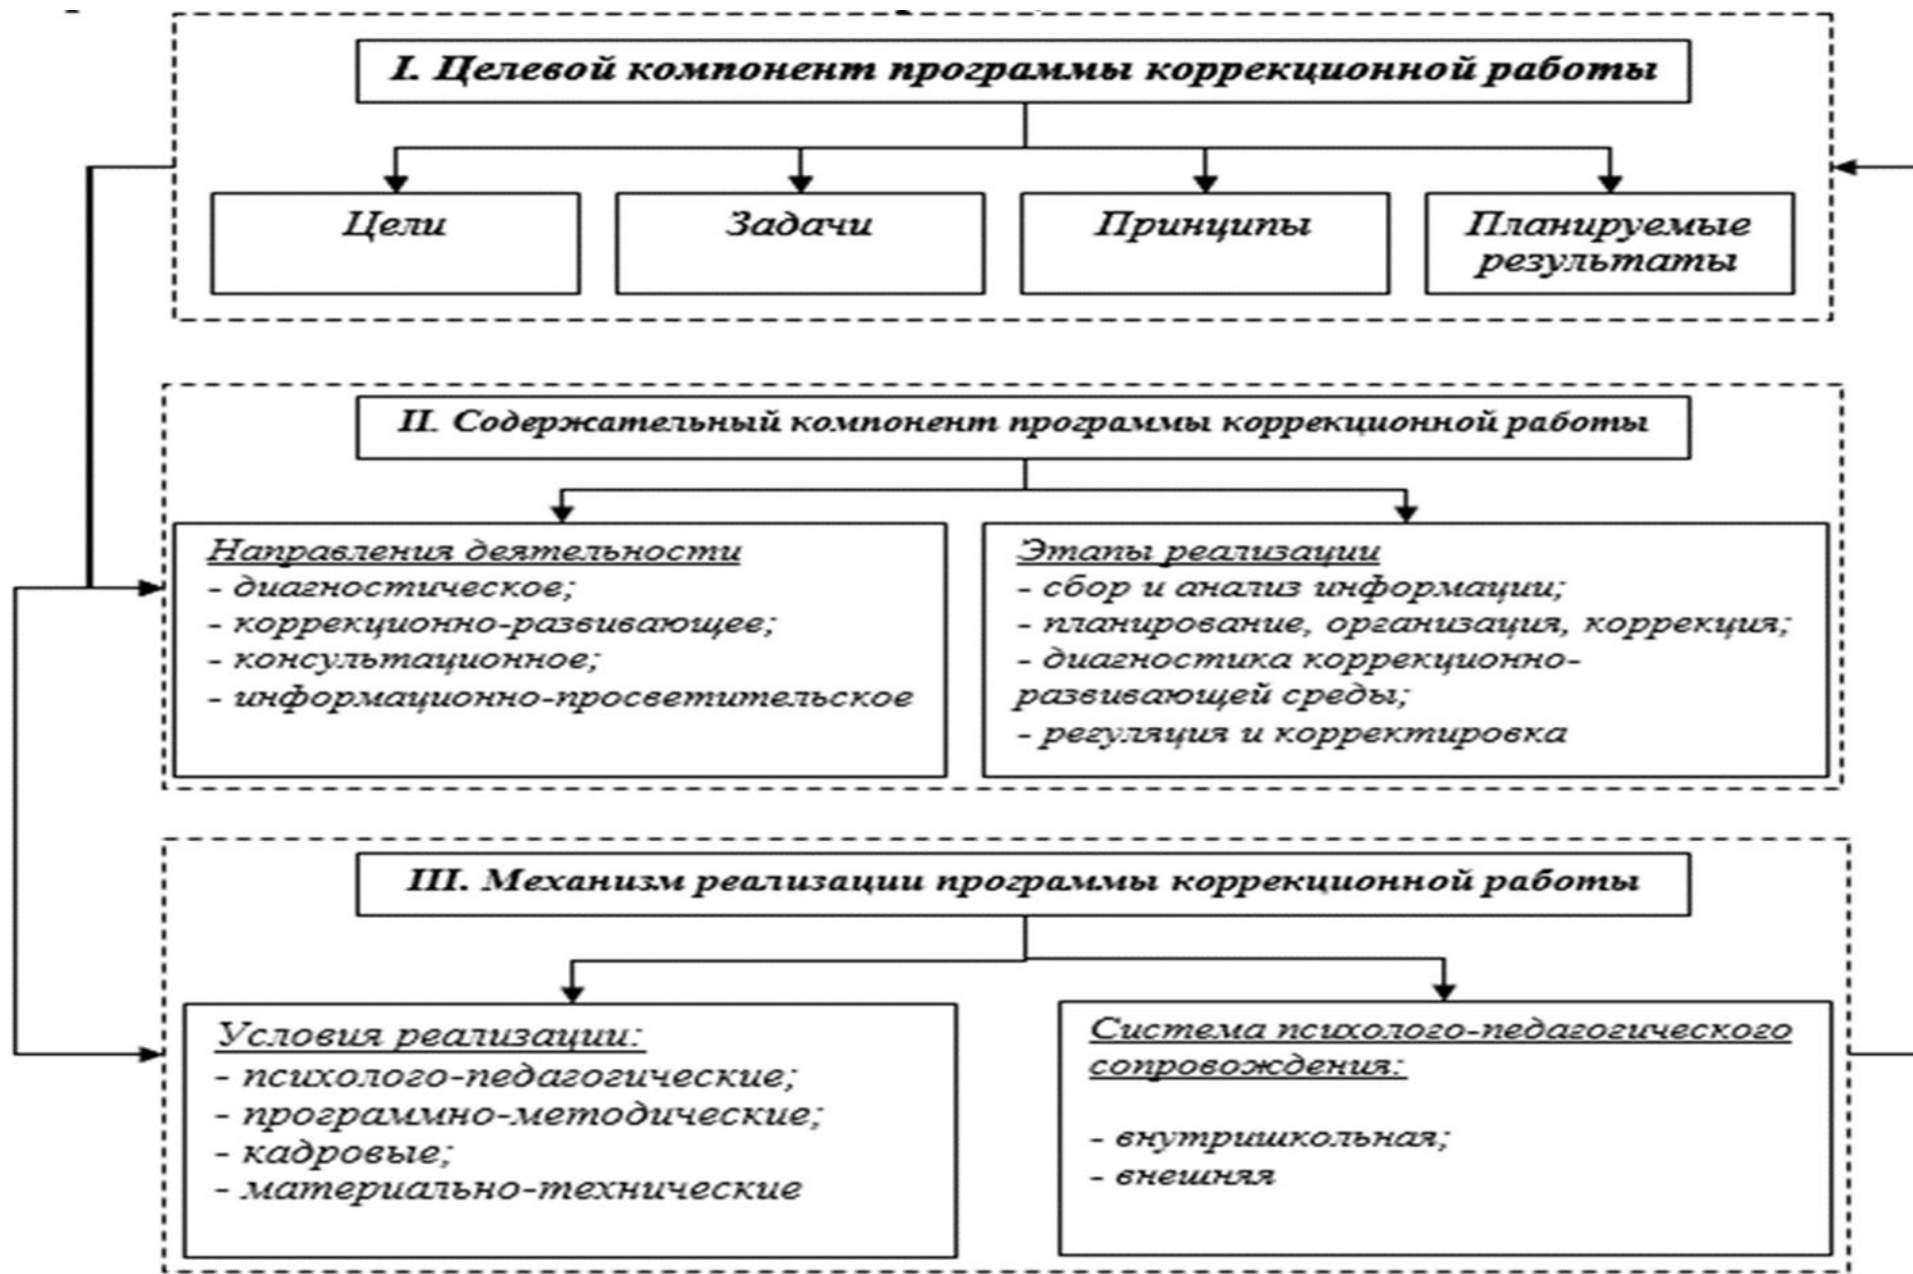 I. Целевой компонент программы коррекционной работы
Цели
Задачи
Принципы
Планируемые
результаты
II. Содержательный компонент программы коррекционной работы
Направления деятельности
- диагностическое;
- коррекционно-развивающее;
- консультационное;
- информационно-просветительское
Этапы реализации
- сбор и анализ информации;
- планирование, организация, коррекция;
- диагностика коррекционно-
развивающей среды;
- регуляция и корректировка
III. Механизм реализации программы коррекционной работы
Условия реализации:
- психолого-педагогические;
- программно-методические;
- кадровые;
- материально-технические
Система психолого-педагогического
сопровождения:
- внутришкольная;
- внешняя